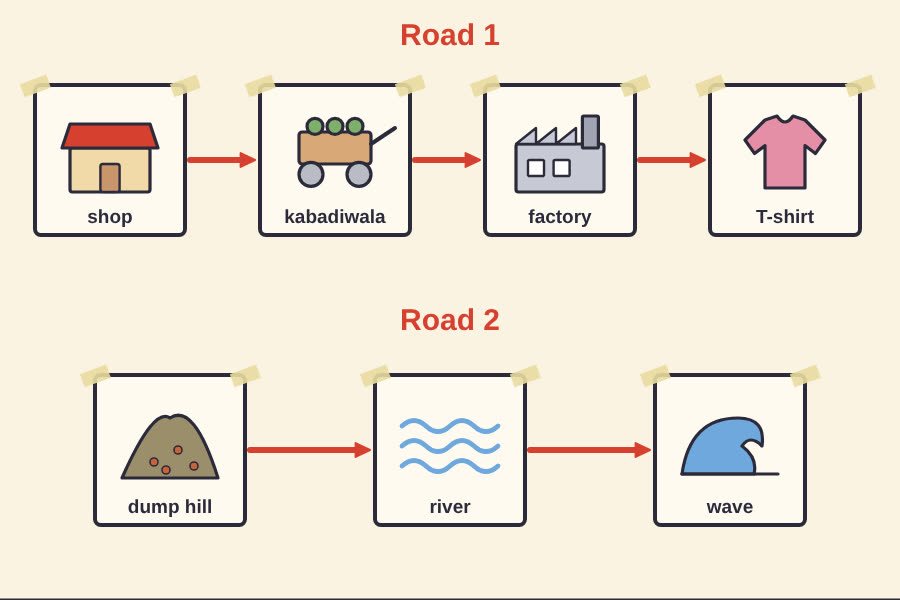 Road 1
shop
kabadiwala
factory
T-shirt
Road 2
dump hill
river
wave